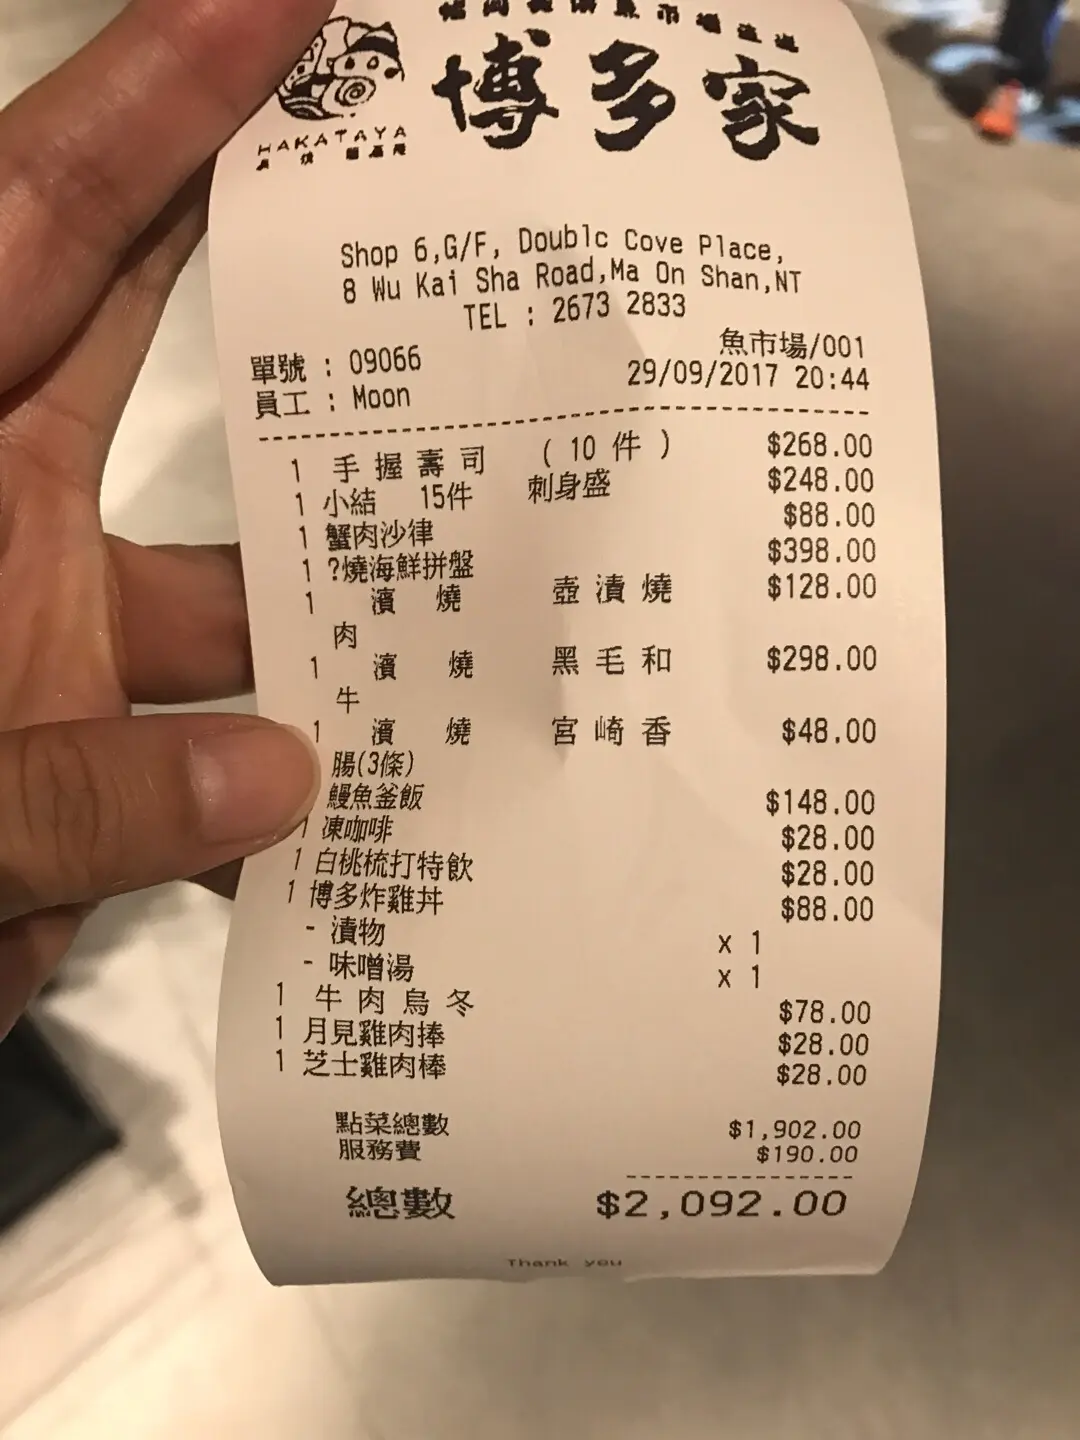 博多家
HAKATAYA
Shop 6,G/F, Double Cove Place,
8 Wu Kai Sha Road,Ma On Shan,NT
TEL : 2673 2833
魚市場/001
單號 : 09066
29/09/2017 20:44
員工 : Moon
1 手握壽司 (10件) $268.00
1 小結 15件 刺身盛 $248.00
1 蟹肉沙律 $88.00
1 ?燒海鮮拼盤 $398.00
1 濱燒 壺漬燒 $128.00
肉
1 濱燒 黑毛和 $298.00
牛
1 濱燒 宮崎香 $48.00
腸(3條)
鰻魚釜飯 $148.00
1 凍咖啡 $28.00
1 白桃梳打特飲 $28.00
1 博多炸雞丼 $88.00
- 漬物 x 1
- 味噌湯 x 1
1 牛肉烏冬 $78.00
1 月見雞肉捧 $28.00
1 芝士雞肉棒 $28.00
點菜總數 $1,902.00
服務費 $190.00
總數 $2,092.00
Thank you